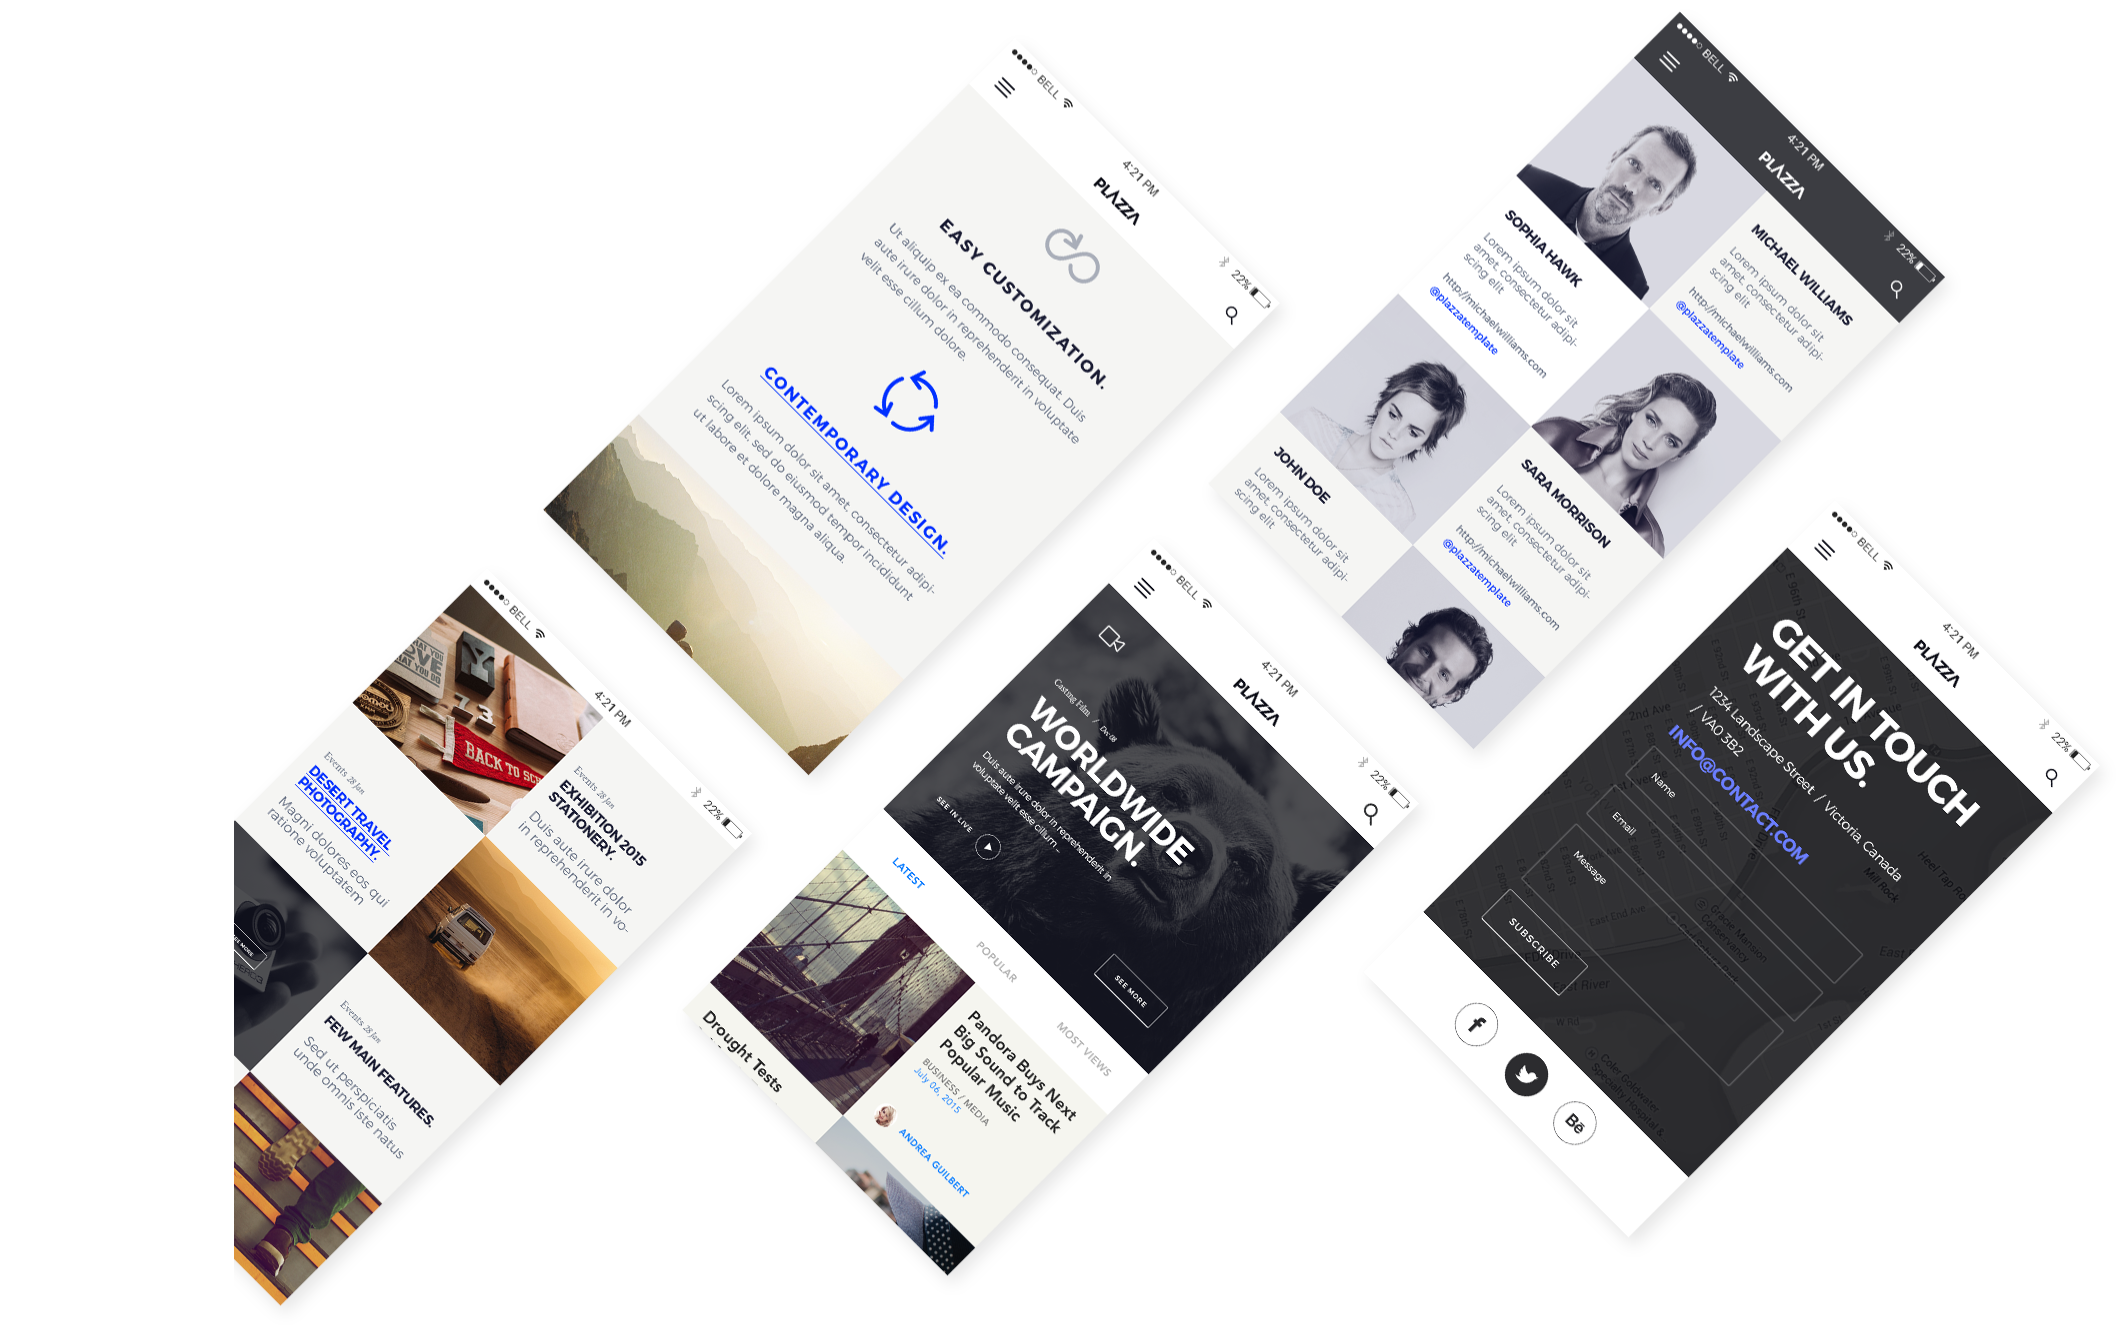 BELL
4:21 PM
22%
PLAZZA
EASY CUSTOMIZATION.
Ut aliquip ex ea commodo consequat. Duis
aute irure dolor in reprehenderit in voluptate
velit esse cillum dolore.
CONTEMPORARY DESIGN.
Lorem ipsum dolor sit amet, consectetur adipi-
scing elit, sed do eiusmod tempor incididunt
ut labore et dolore magna aliqua.
BELL
4:21 PM
22%
PLAZZA
MICHAEL WILLIAMS
Lorem ipsum dolor sit
amet, consectetur adipi-
scing elit
http://michaelwilliams.com
@plazzatemplate
SOPHIA HAWK
Lorem ipsum dolor sit
amet, consectetur adipi-
scing elit
http://michaelwilliams.com
@plazzatemplate
SARA MORRISON
Lorem ipsum dolor sit
amet, consectetur adipi-
scing elit
http://michaelwilliams.com
@plazzatemplate
JOHN DOE
Lorem ipsum dolor sit
amet, consectetur adipi-
scing elit
BELL
4:21 PM
22%
BACK TO SCH
EXHIBITION 2015
STATIONERY.
Events 28 Jan
Duis aute irure dolor
in reprehenderit in vo-
Events 28 Jan
DESERT TRAVEL
PHOTOGRAPHY.
Magni dolores eos qui
ratione voluptatem
Events 28 Jan
FEW MAIN FEATURES.
Sed ut perspiciatis
unde omnis iste natus
BELL
4:21 PM
22%
PLAZZA
Casting Film / Dec 08
WORLDWIDE
CAMPAIGN.
Duis aute irure dolor in reprehenderit in
voluptate velit esse cillum -
SEE IN LIVE
SEE MORE
LATEST
POPULAR
MOST VIEWS
Pandora Buys Next
Big Sound to Track
Popular Music
BUSINESS / MEDIA
July 06, 2015
ANDREA GUILBERT
Drought Tests
BELL
4:21 PM
22%
PLAZZA
GET IN TOUCH
WITH US.
1234 Landscape Street / Victoria, Canada
/ VA0 3B2
INFO@CONTACT.COM
Name
Email
Message
SUBSCRIBE
Bē